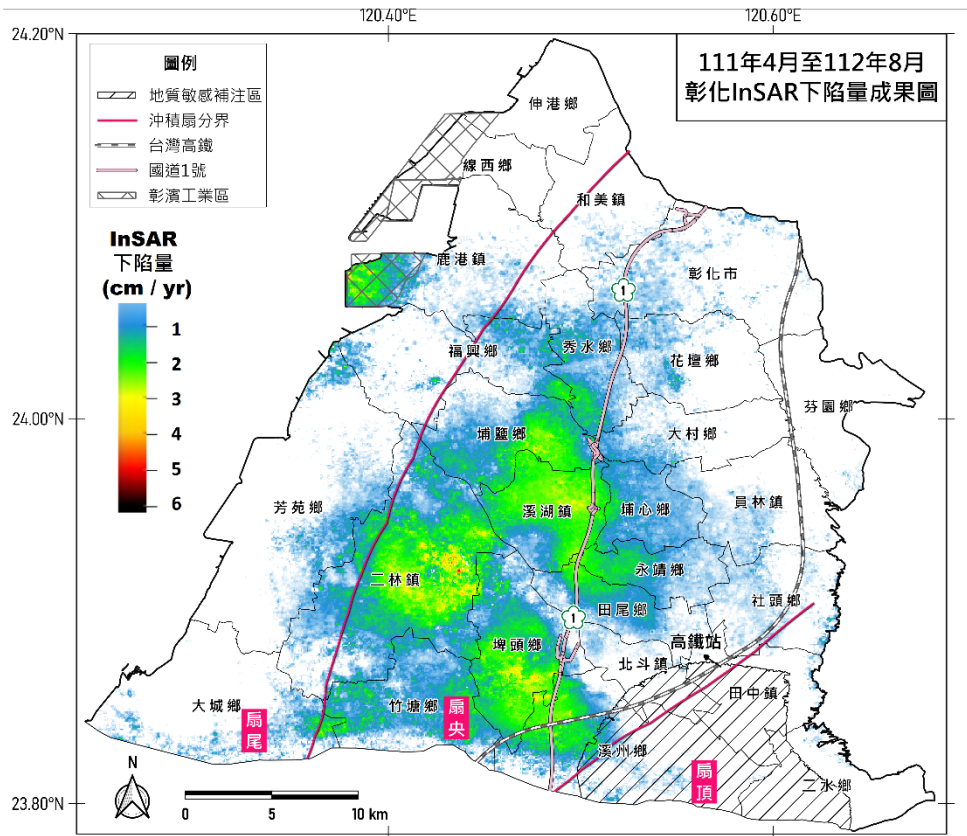 120.40°E
120.60°E
24.20°N
24.00°N
23.80°N
111年4月至112年8月
彰化InSAR下陷量成果圖
圖例
地質敏感補注區
沖積扇分界
台灣高鐵
國道1號
彰濱工業區
InSAR
下陷量
(cm / yr)
1
2
3
4
5
6
伸港鄉
線西鄉
和美鎮
鹿港鎮
彰化市
1
福興鄉
秀水鄉
花壇鄉
芬園鄉
埔鹽鄉
大村鄉
芳苑鄉
溪湖鎮
埔心鄉
員林鎮
二林鎮
永靖鄉
社頭鄉
田尾鄉
1
埤頭鄉
高鐵站
北斗鎮
田中鎮
大城鄉
竹塘鄉
扇尾
扇央
溪州鄉
扇頂
二水鄉
N
0
5
10 km